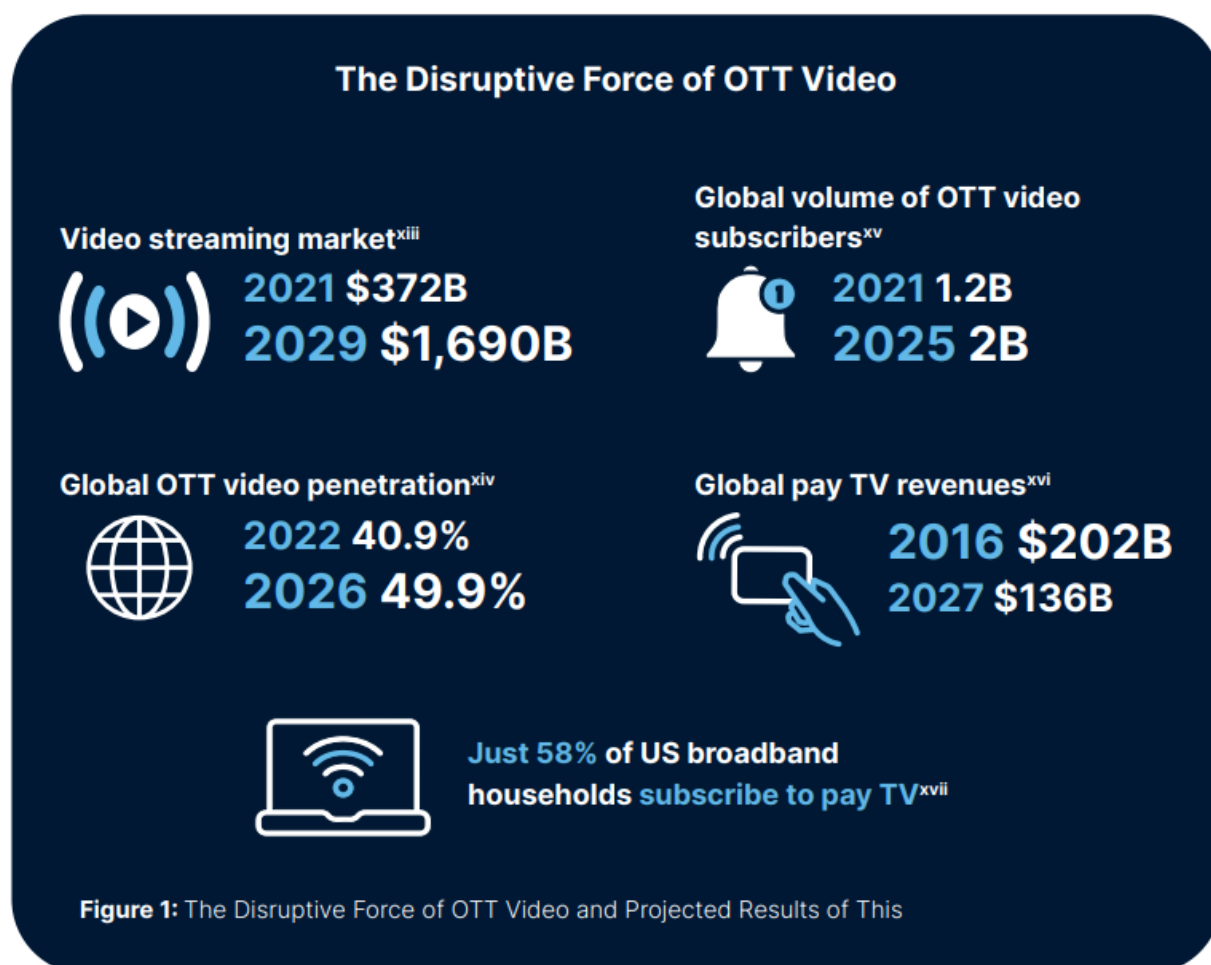 The Disruptive Force of OTT Video
Video streaming marketxiii
2021 $372B
2029 $1,690B
Global volume of OTT video
subscribersxv
1
2021 1.2B
2025 2B
Global OTT video penetrationxiv
2022 40.9%
2026 49.9%
Global pay TV revenuesxvi
2016 $202B
2027 $136B
Just 58% of US broadband
households subscribe to pay TVxvii
Figure 1: The Disruptive Force of OTT Video and Projected Results of This